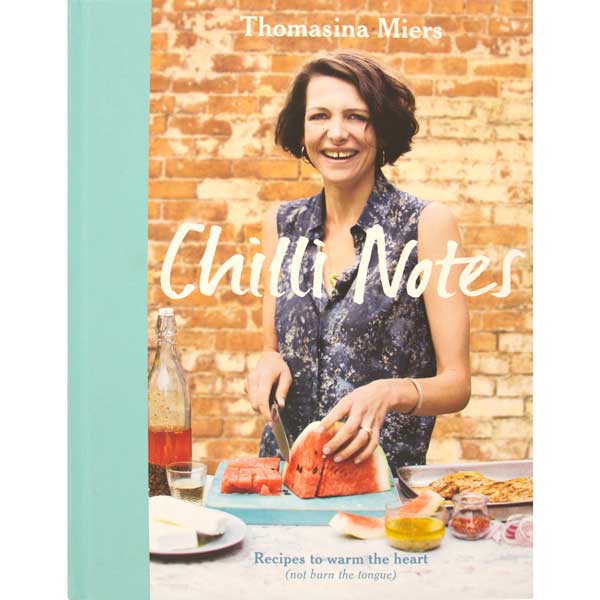 Thomasina Miers
Chilli Notes
Recipes to warm the heart
(not burn the tongue)